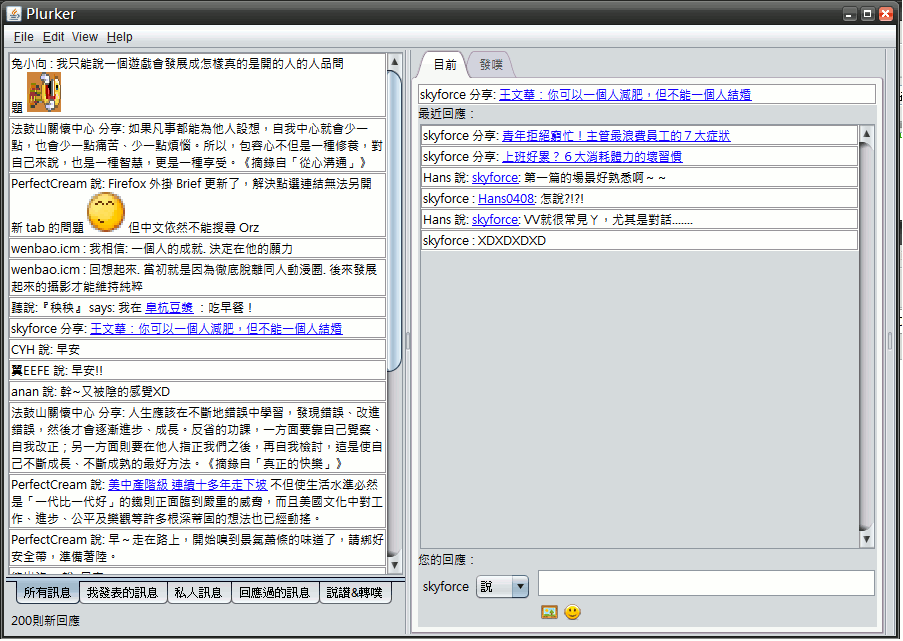 Plurker
File Edit View Help
兔小向 : 我只能說一個遊戲會發展成怎樣真的是開的人的人品問
題
法鼓山關懷中心 分享: 如果凡事都能為他人設想，自我中心就會少一
點，也會少一點痛苦、少一點煩惱。所以，包容心不但是一種修養，對
自己來說，也是一種智慧，更是一種享受。《摘錄自「從心溝通」》
PerfectCream 說: Firefox 外掛 Brief 更新了，解決點選連結無法另開
新 tab 的問題 但中文依然不能搜尋 Orz
wenbao.icm : 我相信: 一個人的成就. 決定在他的願力
wenbao.icm : 回想起來. 當初就是因為徹底脫離同人動漫圈. 後來發展
起來的攝影才能維持純粹
聽說:『秧秧』 says: 我在 阜杭豆漿 ：吃早餐！
skyforce 分享: 王文華：你可以一個人減肥，但不能一個人結婚
CYH 說: 早安
翼EEFE 說: 早安!!
anan 說: 幹~又被陰的感覺XD
法鼓山關懷中心 分享: 人生應該在不斷地錯誤中學習，發現錯誤、改進
錯誤，然後才會逐漸進步、成長。反省的功課，一方面要靠自己覺察、
自我改正；另一方面則要在他人指正我們之後，再自我檢討，這是使自
己不斷成長、不斷成熟的最好方法。《摘錄自「真正的快樂」》
PerfectCream 說: 美中產階級 連續十多年走下坡 不但使生活水準必然
是「一代比一代好」的鐵則正面臨到嚴重的威脅，而且美國文化中對工
作、進步、公平及樂觀等許多根深蒂固的想法也已經動搖。
PerfectCream 說: 早～走在路上，開始嗅到景氣蕭條的味道了，請綁好
安全帶，準備著陸。
所有訊息 我發表的訊息 私人訊息 回應過的訊息 說讚&轉噗
200則新回應
目前 發噗
skyforce 分享: 王文華：你可以一個人減肥，但不能一個人結婚
最近回應：
skyforce 分享: 青年拒絕窮忙！主管最浪費員工的７大症狀
skyforce 分享: 上班好累？６大消耗體力的壞習慣
Hans 說: skyforce: 第一篇的場景好熟悉啊～～
skyforce : Hans0408: 怎說?!?!
Hans 說: skyforce: VV就很常見ㄚ，尤其是對話.......
skyforce : XDXDXDXD
您的回應：
skyforce 說